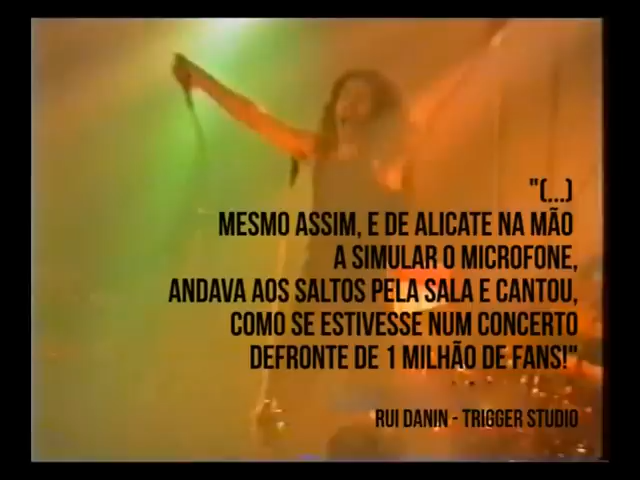 "(...)
MESMO ASSIM, E DE ALICATE NA MÃO
A SIMULAR O MICROFONE,
ANDAVA AOS SALTOS PELA SALA E CANTOU,
COMO SE ESTIVESSE NUM CONCERTO
DEFRONTE DE 1 MILHÃO DE FANS!"
RUI DANIN - TRIGGER STUDIO